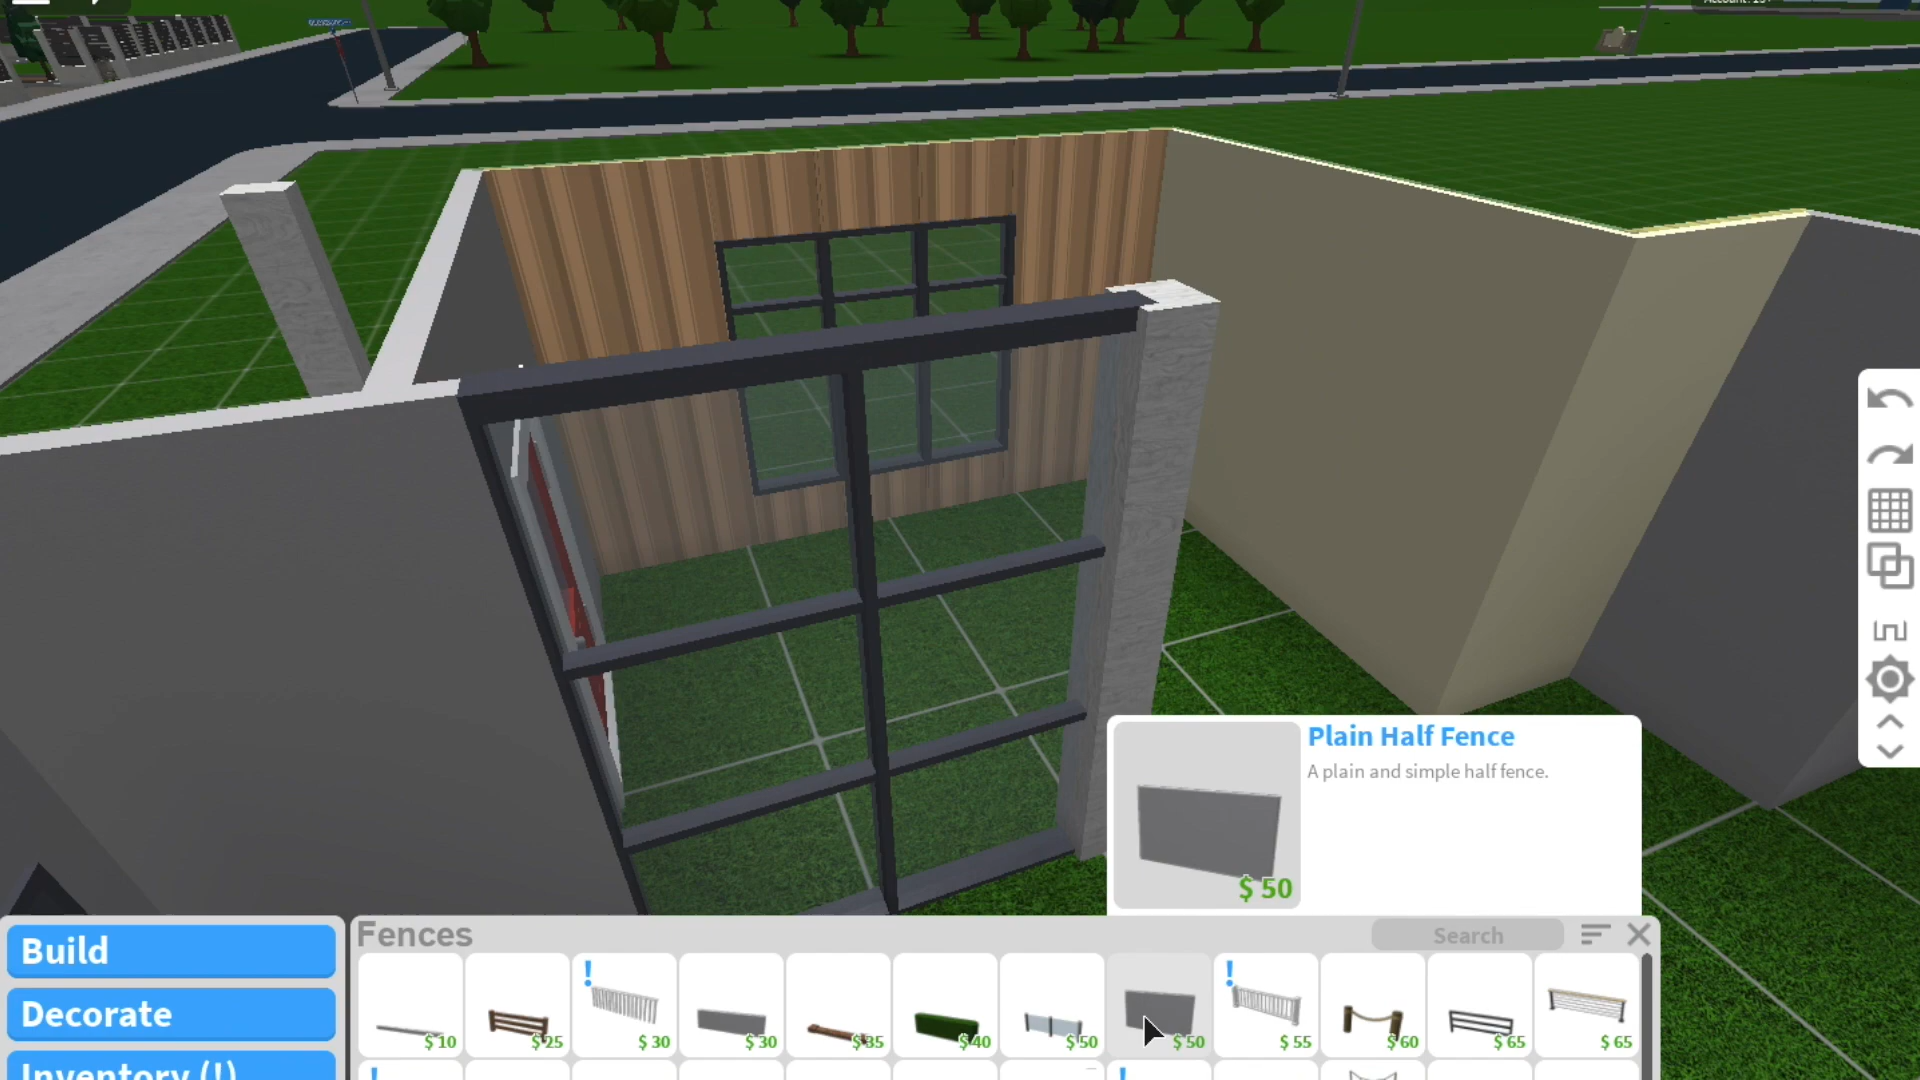 Plain Half Fence
A plain and simple half fence.
$ 50
Build
Decorate
Inventory (!)
Fences
Search
! !
$ 10 $ 25 $ 30 $ 30 $ 35 $ 40 $ 50 $ 50 $ 55 $ 60 $ 65 $ 65
! !